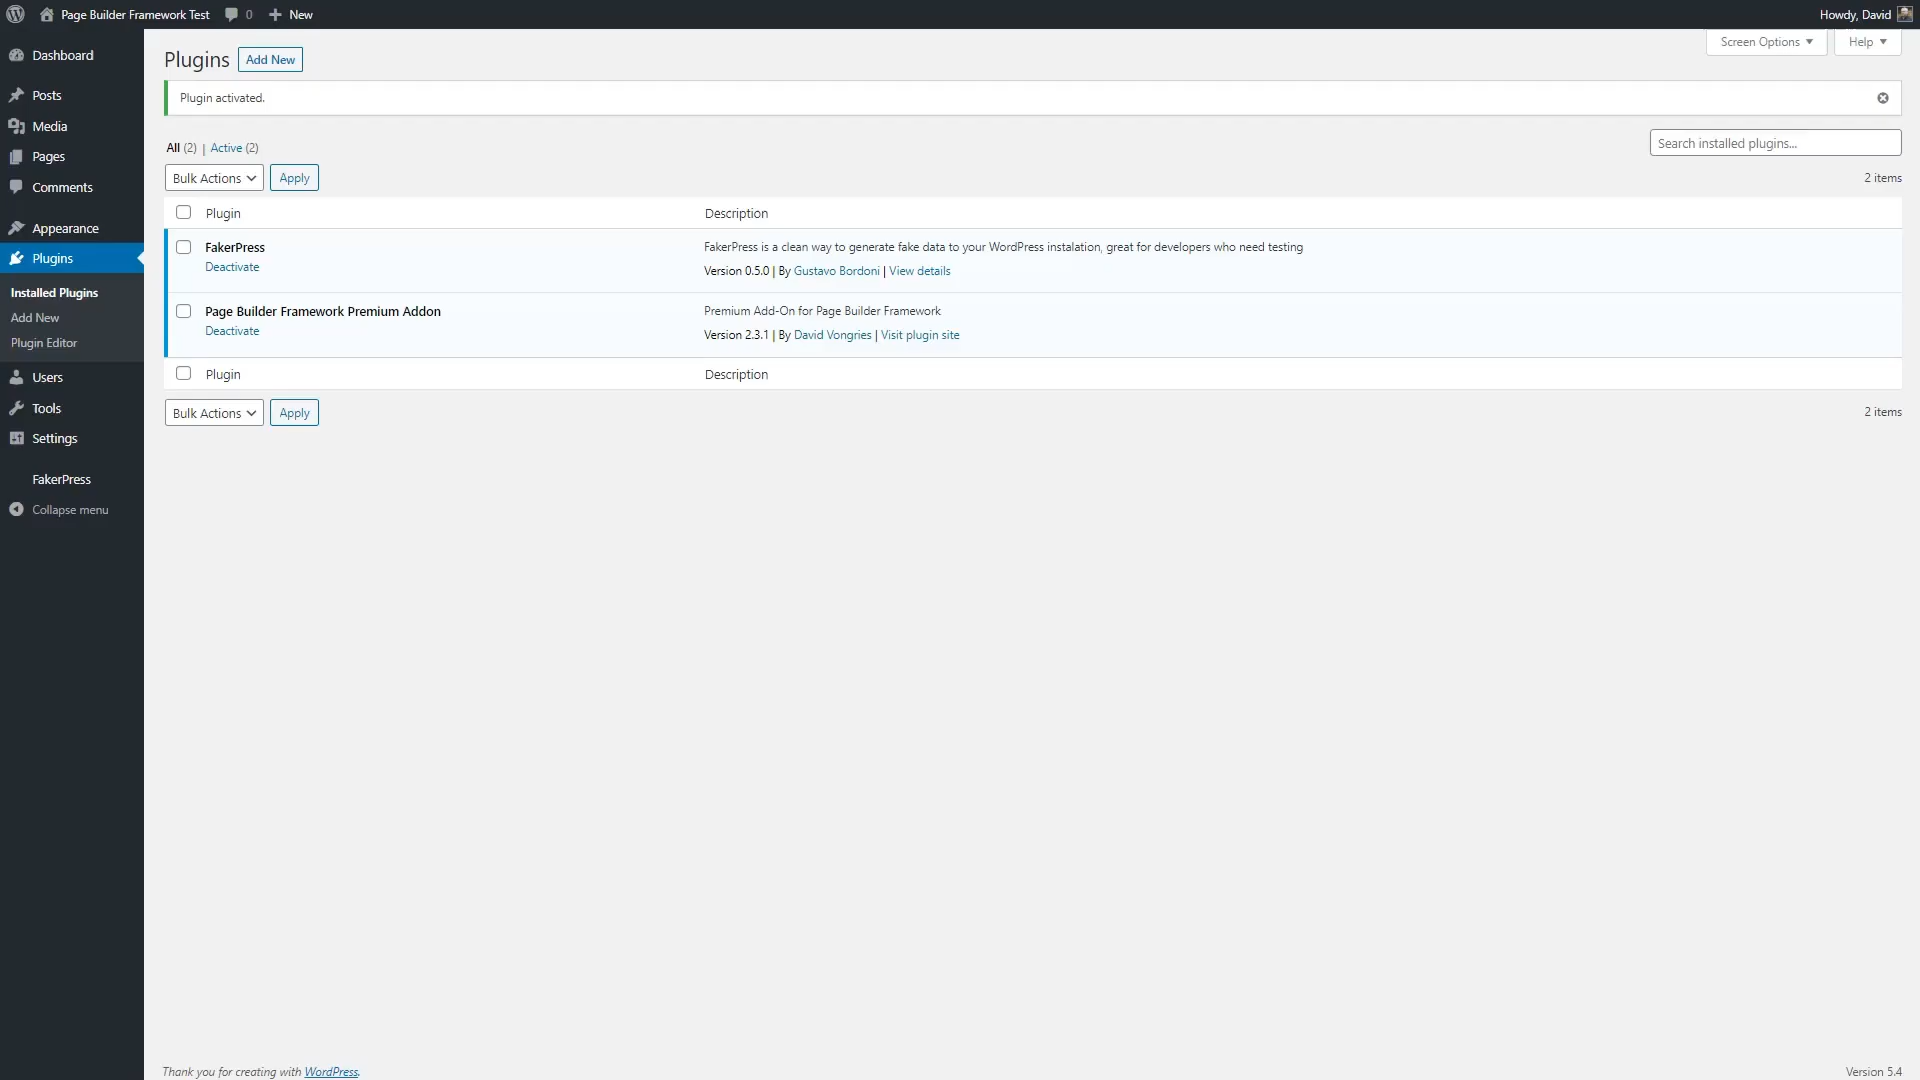 Page Builder Framework Test 0 New Howdy, David
Dashboard
Posts
Media
Pages
Comments
Appearance
Plugins
Installed Plugins
Add New
Plugin Editor
Users
Tools
Settings
FakerPress
Collapse menu
Screen Options Help
Plugins Add New
Plugin activated.
All (2) | Active (2)
Search installed plugins...
Bulk Actions Apply
2 items
Plugin Description
FakerPress
Deactivate
FakerPress is a clean way to generate fake data to your WordPress instalation, great for developers who need testing
Version 0.5.0 | By Gustavo Bordoni | View details
Page Builder Framework Premium Addon
Deactivate
Premium Add-On for Page Builder Framework
Version 2.3.1 | By David Vongries | Visit plugin site
Plugin Description
Bulk Actions Apply
2 items
Thank you for creating with WordPress.
Version 5.4